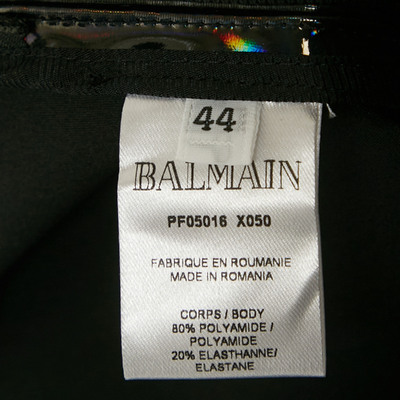 44
BALMAIN
PF05016 X050
FABRIQUE EN ROUMANIE
MADE IN ROMANIA
CORPS / BODY
80% POLYAMIDE /
POLYAMIDE
20% ELASTHANNE/
ELASTANE